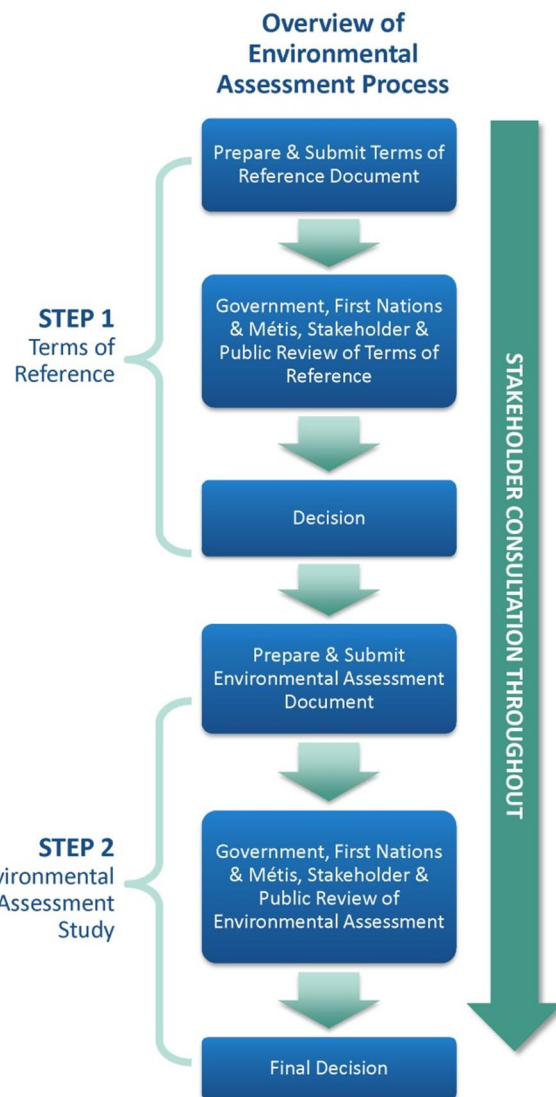 Overview of
Environmental
Assessment Process
Prepare & Submit Terms of
Reference Document
STEP 1
Terms of
Reference
Government, First Nations
& Métis, Stakeholder &
Public Review of Terms of
Reference
Decision
Prepare & Submit
Environmental Assessment
Document
STEP 2
vironmental
Assessment
Study
Government, First Nations
& Métis, Stakeholder &
Public Review of
Environmental Assessment
Final Decision
STAKEHOLDER CONSULTATION THROUGHOUT